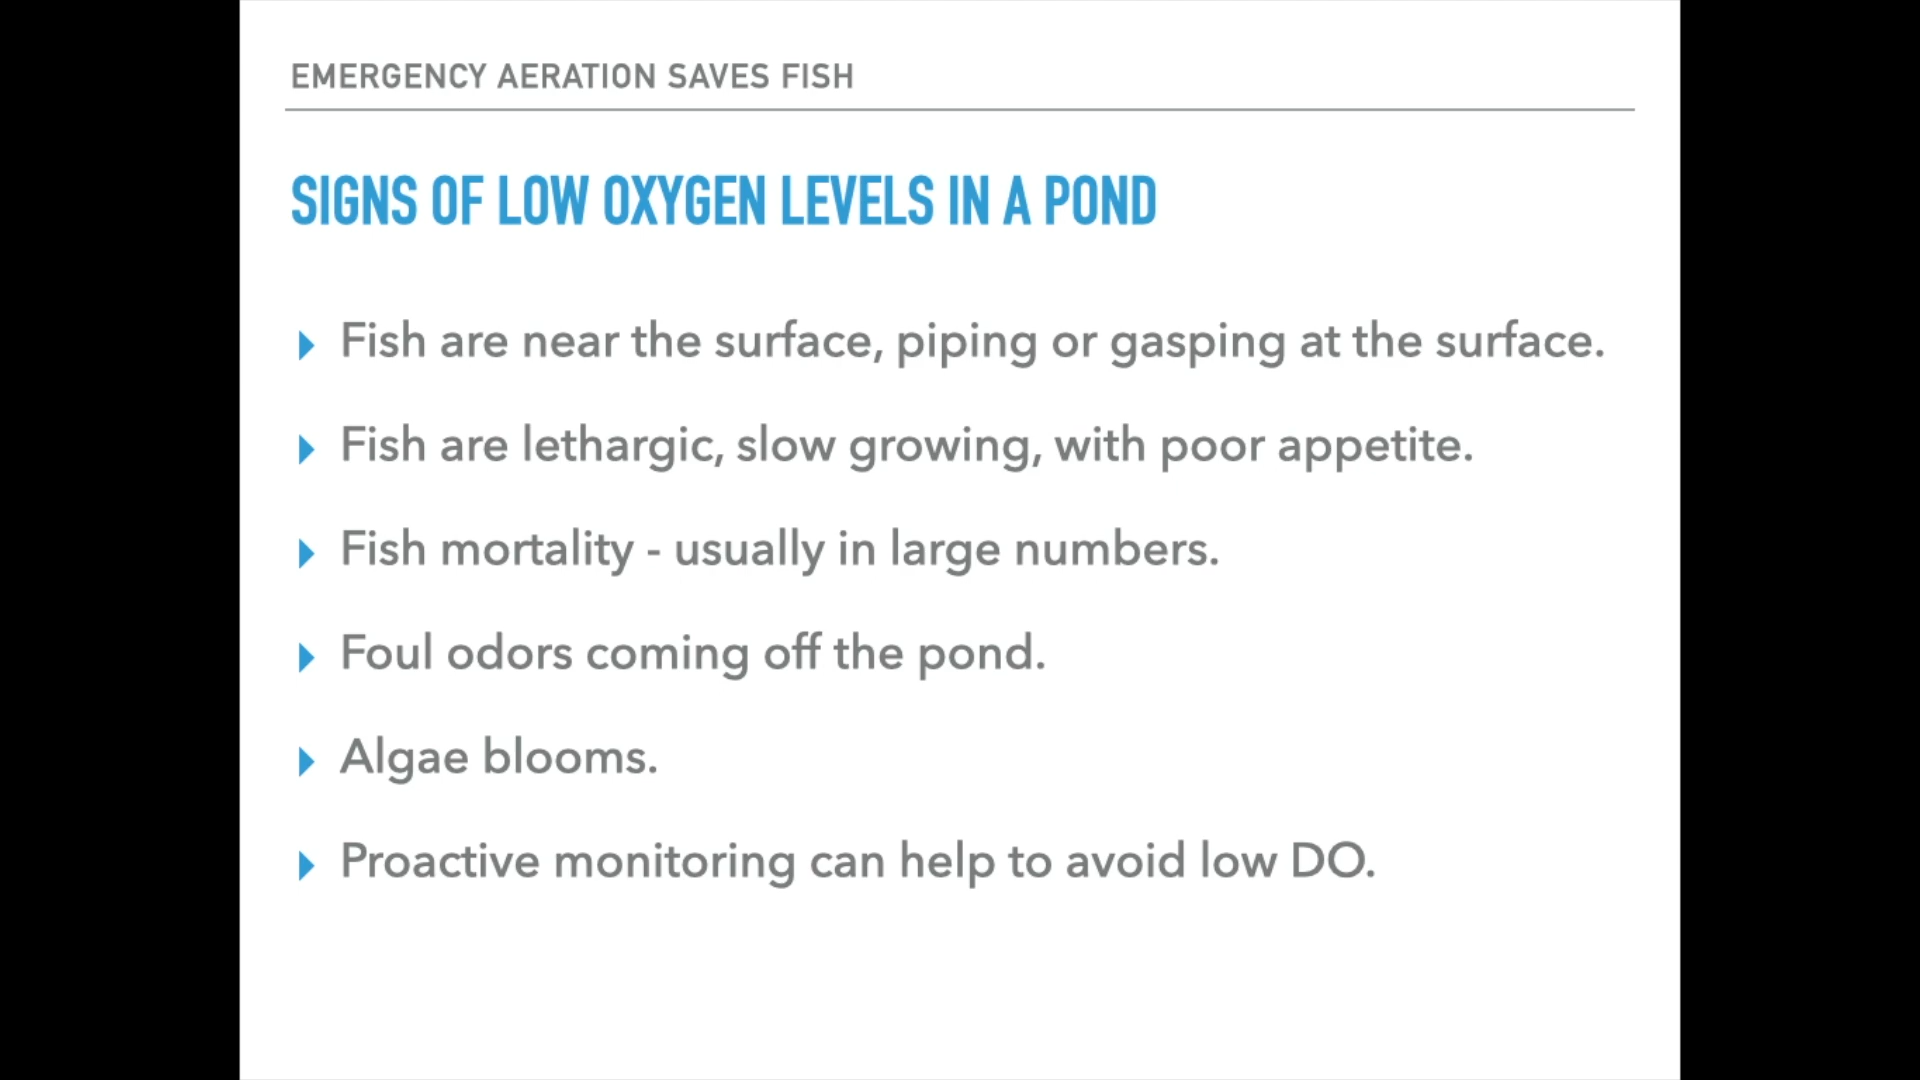 EMERGENCY AERATION SAVES FISH
SIGNS OF LOW OXYGEN LEVELS IN A POND
Fish are near the surface, piping or gasping at the surface.
Fish are lethargic, slow growing, with poor appetite.
Fish mortality - usually in large numbers.
Foul odors coming off the pond.
Algae blooms.
Proactive monitoring can help to avoid low DO.